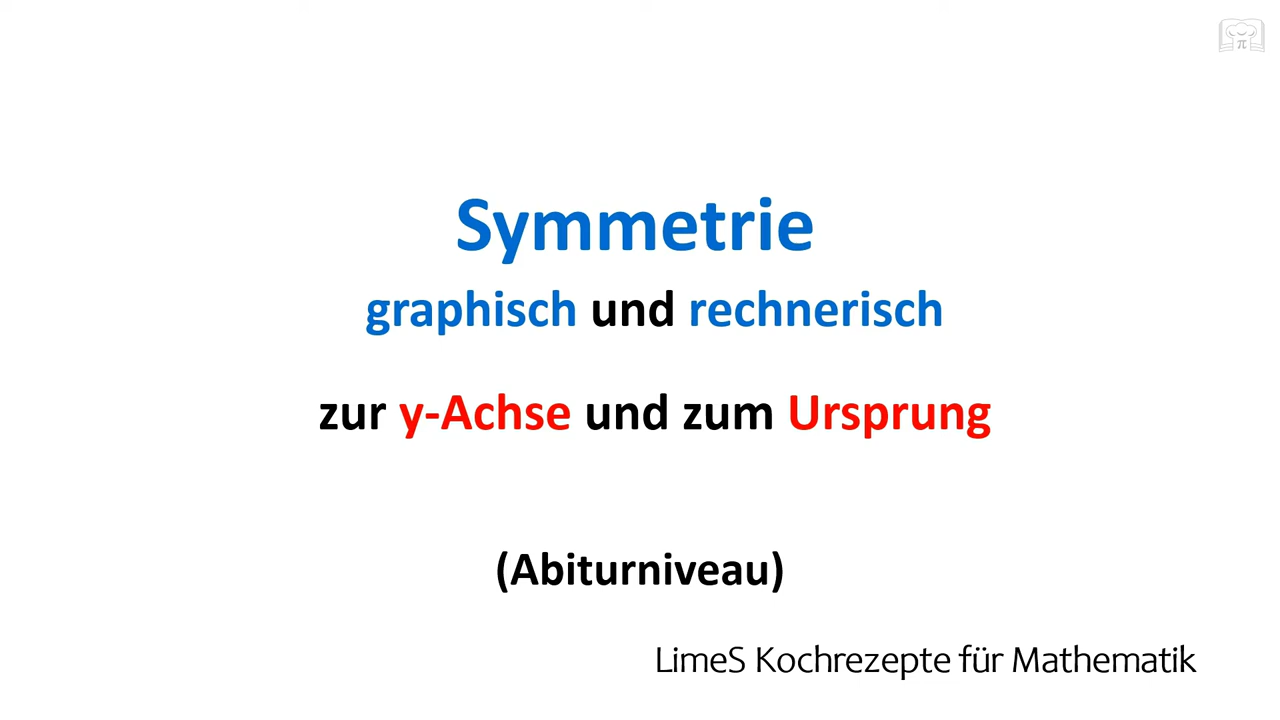 Symmetrie
graphisch und rechnerisch
zur y-Achse und zum Ursprung
(Abiturniveau)
LimeS Kochrezepte für Mathematik
π